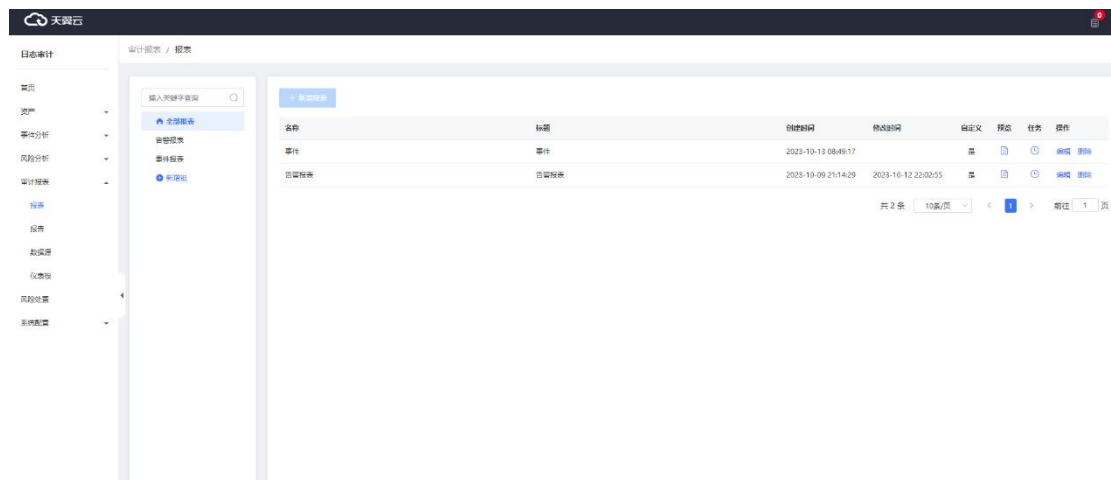 天翼云
0
日志审计
审计报表 / 报表
首页
资产
事件分析
风险分析
审计报表
报表
报告
数据源
仪表板
风险处置
系统配置
输入关键字查询
全部报表
告警报表
事件报表
新增组
+ 新增报表
名称 标题 创建时间 修改时间 自定义 预览 任务 操作
事件 事件 2023-10-13 08:49:17 是 编辑 删除
告警报表 告警报表 2023-10-09 21:14:29 2023-10-12 22:02:55 是 编辑 删除
共 2 条 10条/页 < 1 > 前往 1 页